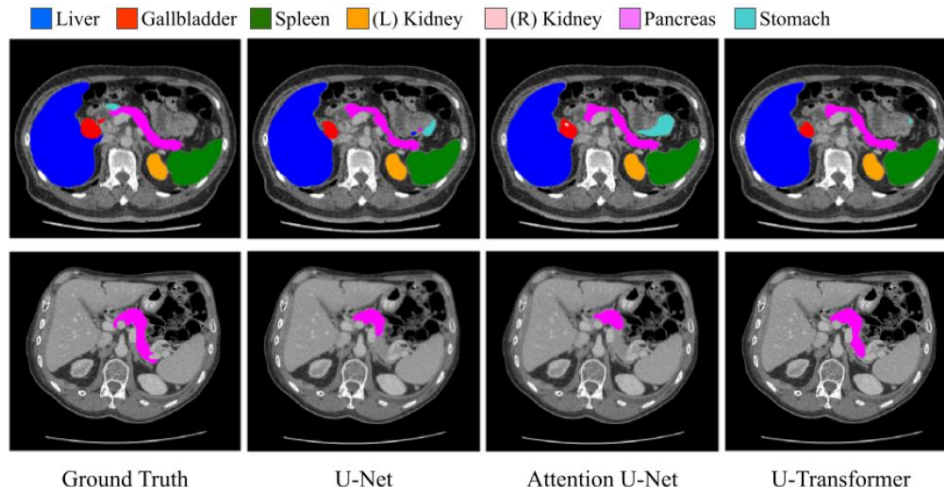 Liver Gallbladder Spleen (L) Kidney (R) Kidney Pancreas Stomach
Ground Truth U-Net Attention U-Net U-Transformer